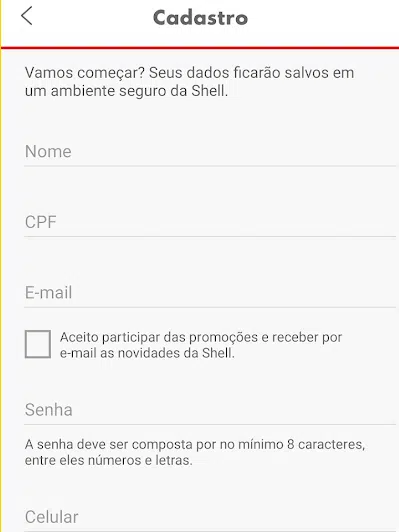 Cadastro
Vamos começar? Seus dados ficarão salvos em
um ambiente seguro da Shell.
Nome
CPF
E-mail
Aceito participar das promoções e receber por
e-mail as novidades da Shell.
Senha
A senha deve ser composta por no mínimo 8 caracteres,
entre eles números e letras.
Celular